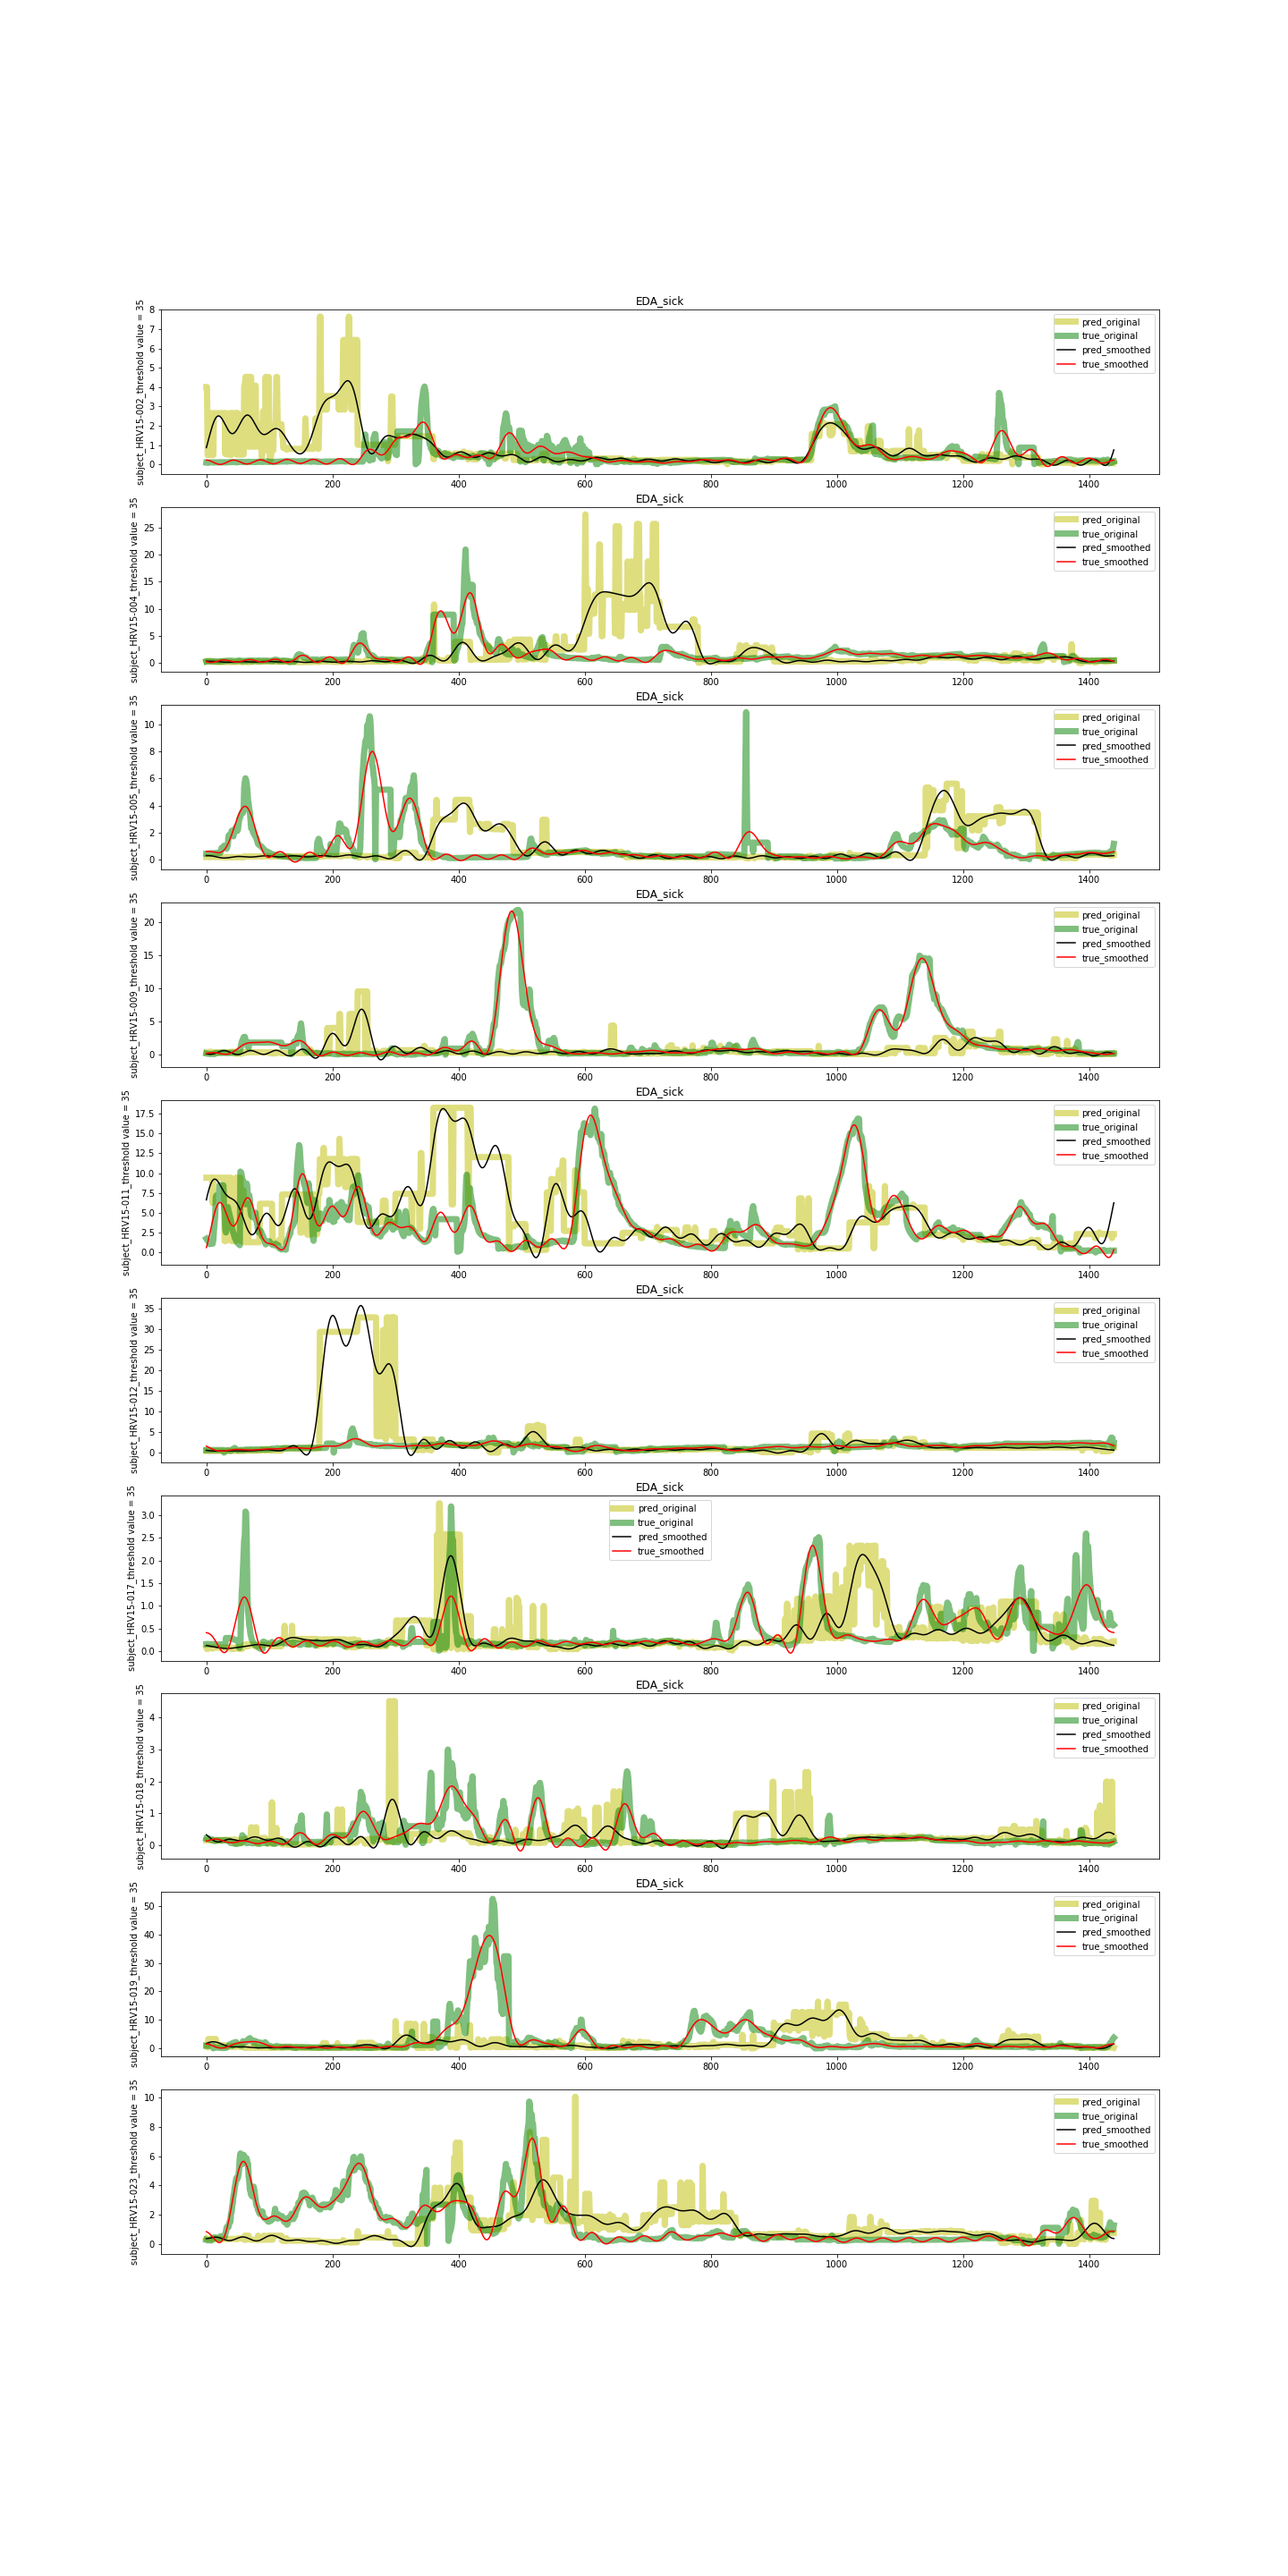 EDA_sick
subject_HRV15-002_threshold value = 35
8
7
6
5
4
3
2
1
0
0 200 400 600 800 1000 1200 1400
pred_original
true_original
pred_smoothed
true_smoothed
EDA_sick
subject_HRV15-004_threshold value = 35
25
20
15
10
5
0
0 200 400 600 800 1000 1200 1400
pred_original
true_original
pred_smoothed
true_smoothed
EDA_sick
subject_HRV15-005_threshold value = 35
10
8
6
4
2
0
0 200 400 600 800 1000 1200 1400
pred_original
true_original
pred_smoothed
true_smoothed
EDA_sick
subject_HRV15-009_threshold value = 35
20
15
10
5
0
0 200 400 600 800 1000 1200 1400
pred_original
true_original
pred_smoothed
true_smoothed
EDA_sick
subject_HRV15-011_threshold value = 35
17.5
15.0
12.5
10.0
7.5
5.0
2.5
0.0
0 200 400 600 800 1000 1200 1400
pred_original
true_original
pred_smoothed
true_smoothed
EDA_sick
subject_HRV15-012_threshold value = 35
35
30
25
20
15
10
5
0
0 200 400 600 800 1000 1200 1400
pred_original
true_original
pred_smoothed
true_smoothed
EDA_sick
subject_HRV15-017_threshold value = 35
3.0
2.5
2.0
1.5
1.0
0.5
0.0
0 200 400 600 800 1000 1200 1400
pred_original
true_original
pred_smoothed
true_smoothed
EDA_sick
subject_HRV15-018_threshold value = 35
4
3
2
1
0
0 200 400 600 800 1000 1200 1400
pred_original
true_original
pred_smoothed
true_smoothed
EDA_sick
subject_HRV15-019_threshold value = 35
50
40
30
20
10
0
0 200 400 600 800 1000 1200 1400
pred_original
true_original
pred_smoothed
true_smoothed
EDA_sick
subject_HRV15-023_threshold value = 35
10
8
6
4
2
0
0 200 400 600 800 1000 1200 1400
pred_original
true_original
pred_smoothed
true_smoothed